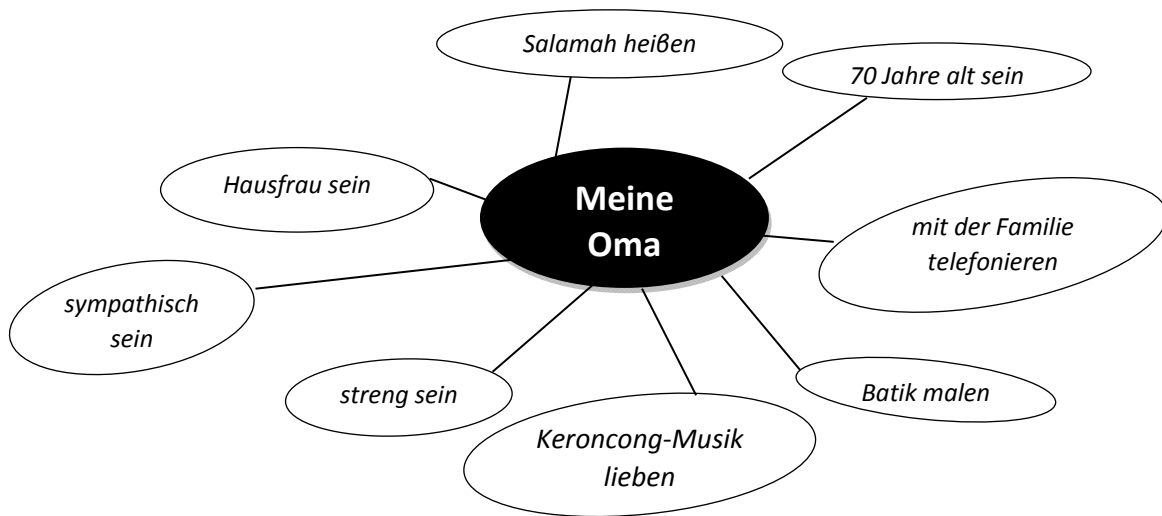 Salamah heißen
70 Jahre alt sein
Hausfrau sein
Meine
Oma
mit der Familie
telefonieren
sympathisch
sein
streng sein
Batik malen
Keroncong-Musik
lieben